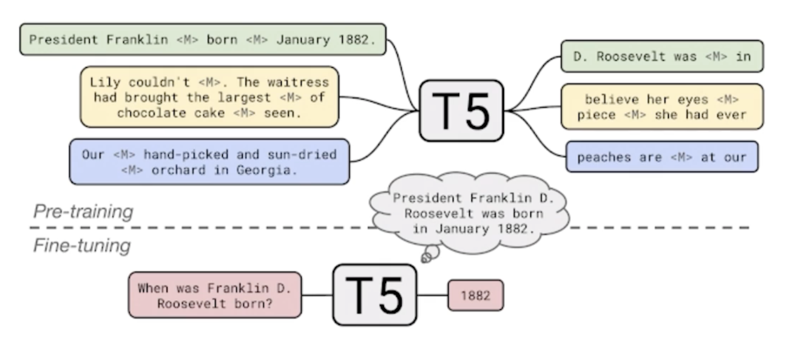 President Franklin <M> born <M> January 1882.
D. Roosevelt was <M> in
Lily couldn't <M>. The waitress
had brought the largest <M> of
chocolate cake <M> seen.
T5
believe her eyes <M>
piece <M> she had ever
Our <M> hand-picked and sun-dried
<M> orchard in Georgia.
peaches are <M> at our
Pre-training
President Franklin D.
Roosevelt was born
in January 1882.
Fine-tuning
When was Franklin D.
Roosevelt born?
T5
1882